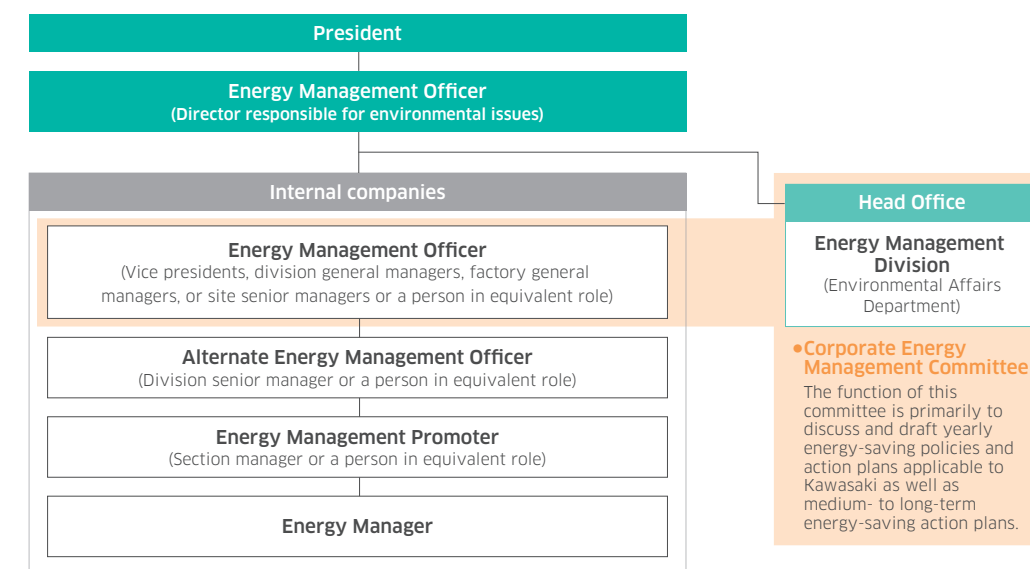 President
Energy Management Officer
(Director responsible for environmental issues)
Internal companies
Energy Management Officer
(Vice presidents, division general managers, factory general
managers, or site senior managers or a person in equivalent role)
Alternate Energy Management Officer
(Division senior manager or a person in equivalent role)
Energy Management Promoter
(Section manager or a person in equivalent role)
Energy Manager
Head Office
Energy Management
Division
(Environmental Affairs
Department)
●Corporate Energy
Management Committee
The function of this
committee is primarily to
discuss and draft yearly
energy-saving policies and
action plans applicable to
Kawasaki as well as
medium- to long-term
energy-saving action plans.